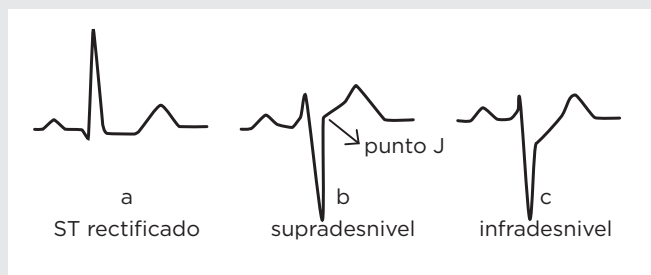 punto J
a
b
c
ST rectificado
supradesnivel
infradesnivel